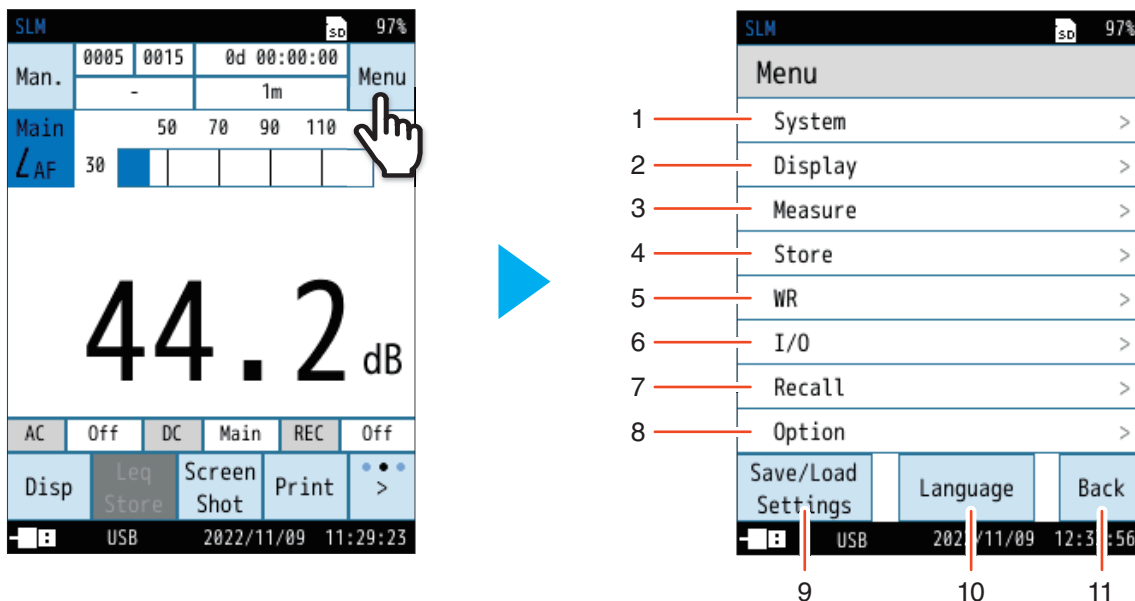 SLM SD 97%
Man. 0005 0015 0d 00:00:00 Menu
- 1m
Main 50 70 90 110
LAF 30
44.2 dB
AC Off DC Main REC Off
Disp Leq Store Screen Shot Print >
USB 2022/11/09 11:29:23
SLM SD 97%
Menu
1 System >
2 Display >
3 Measure >
4 Store >
5 WR >
6 I/O >
7 Recall >
8 Option >
Save/Load Settings Language Back
USB
9 10 11